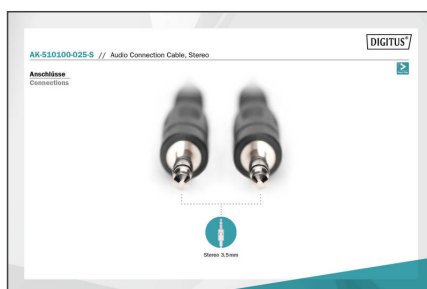 DIGITUS®
AK-510100-025-S // Audio Connection Cable, Stereo
Anschlüsse
Connections
Stereo 3.5mm